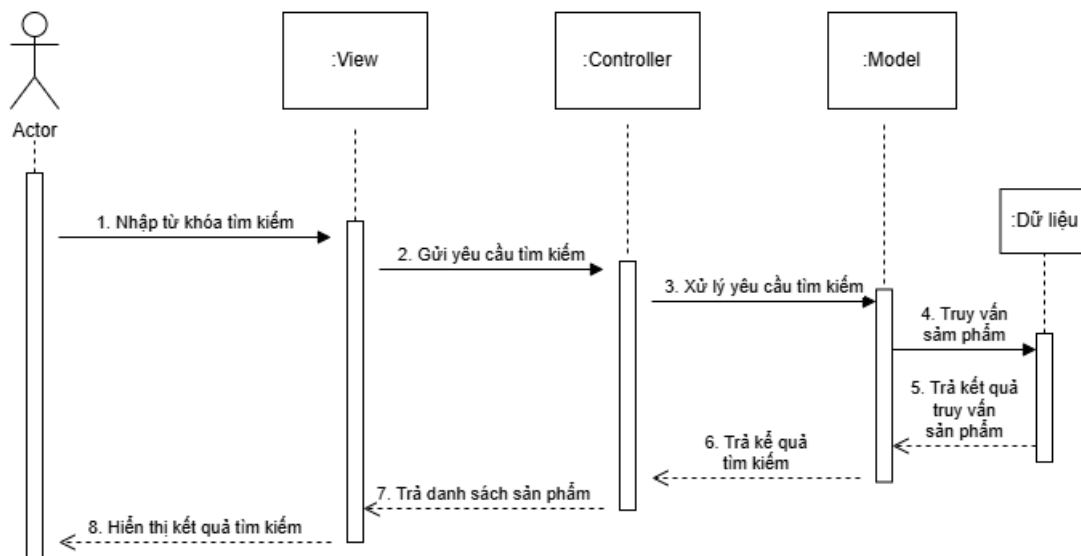 :View
:Controller
:Model
Actor
:Dữ liệu
1. Nhập từ khóa tìm kiếm
2. Gửi yêu cầu tìm kiếm
3. Xử lý yêu cầu tìm kiếm
4. Truy vấn
sảm phẩm
5. Trả kết quả
truy vấn
sản phẩm
6. Trả kể quả
tìm kiếm
7. Trả danh sách sản phẩm
8. Hiển thị kết quả tìm kiếm